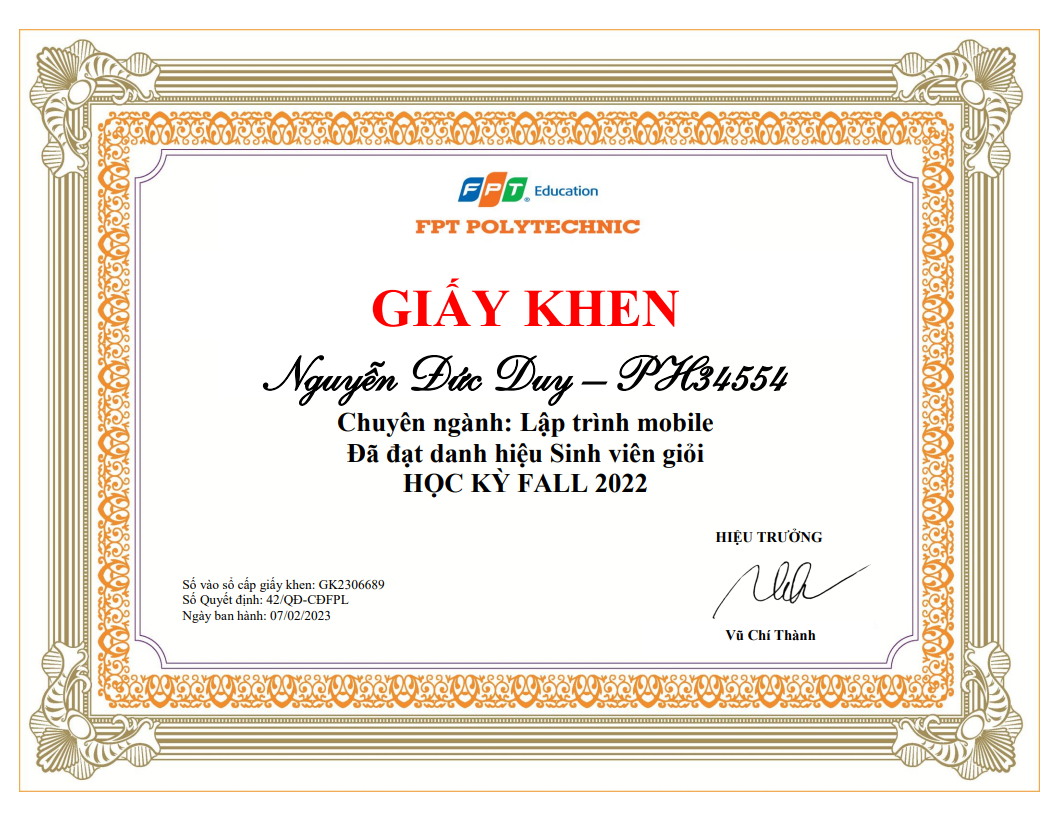 FPT Education
FPT POLYTECHNIC
GIẤY KHEN
Nguyễn Đức Duy – PH34554
Chuyên ngành: Lập trình mobile
Đã đạt danh hiệu Sinh viên giỏi
HỌC KỲ FALL 2022
HIỆU TRƯỞNG
Số vào sổ cấp giấy khen: GK2306689
Số Quyết định: 42/QĐ-CĐFPL
Ngày ban hành: 07/02/2023
Vũ Chí Thành